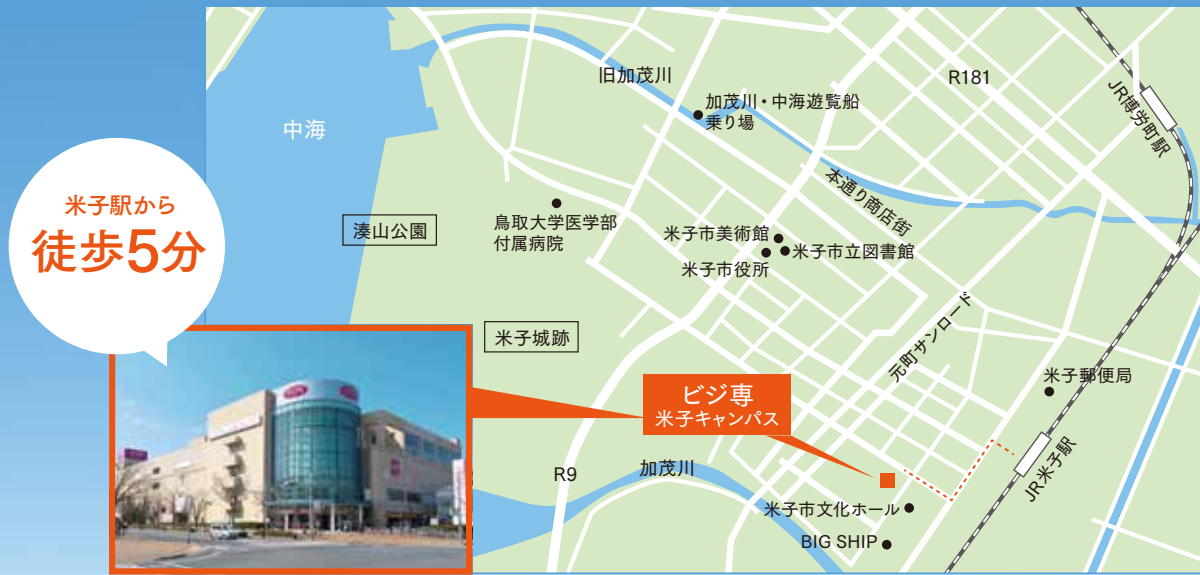 旧加茂川
R181
加茂川・中海遊覧船
乗り場
JR博労町駅
中海
本通り商店街
米子駅から
徒歩5分
湊山公園
鳥取大学医学部
付属病院
米子市美術館
米子市立図書館
米子市役所
米子城跡
元町サンロード
米子郵便局
ビジ専
米子キャンパス
JR米子駅
R9
加茂川
米子市文化ホール
BIG SHIP